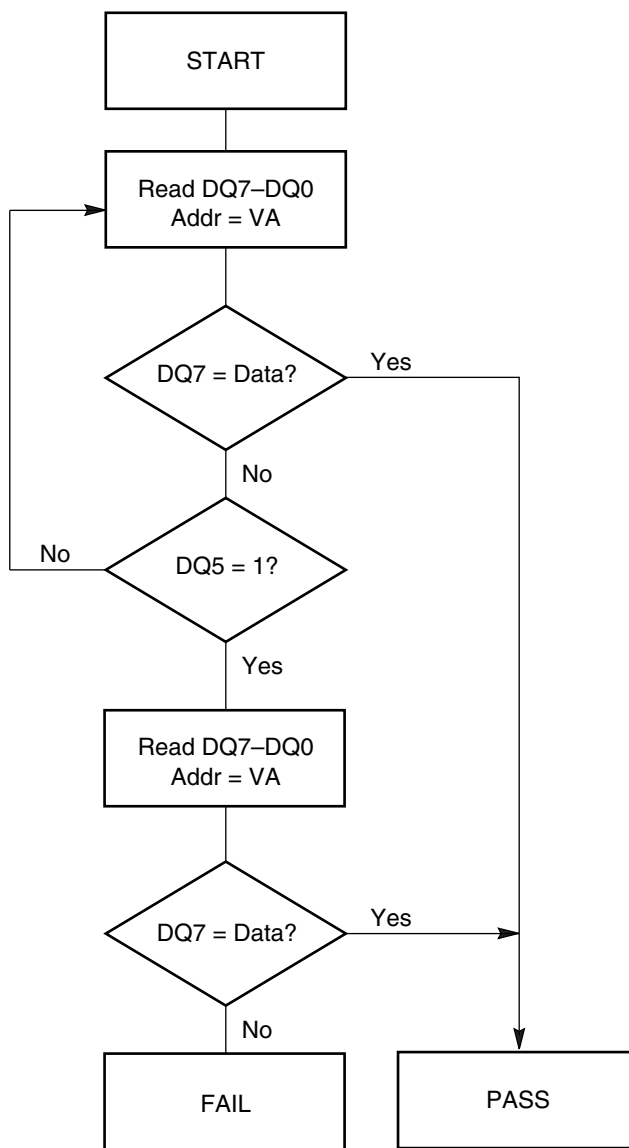 START
Read DQ7–DQ0
Addr = VA
DQ7 = Data?
Yes
No
DQ5 = 1?
No
Yes
Read DQ7–DQ0
Addr = VA
DQ7 = Data?
Yes
No
FAIL
PASS